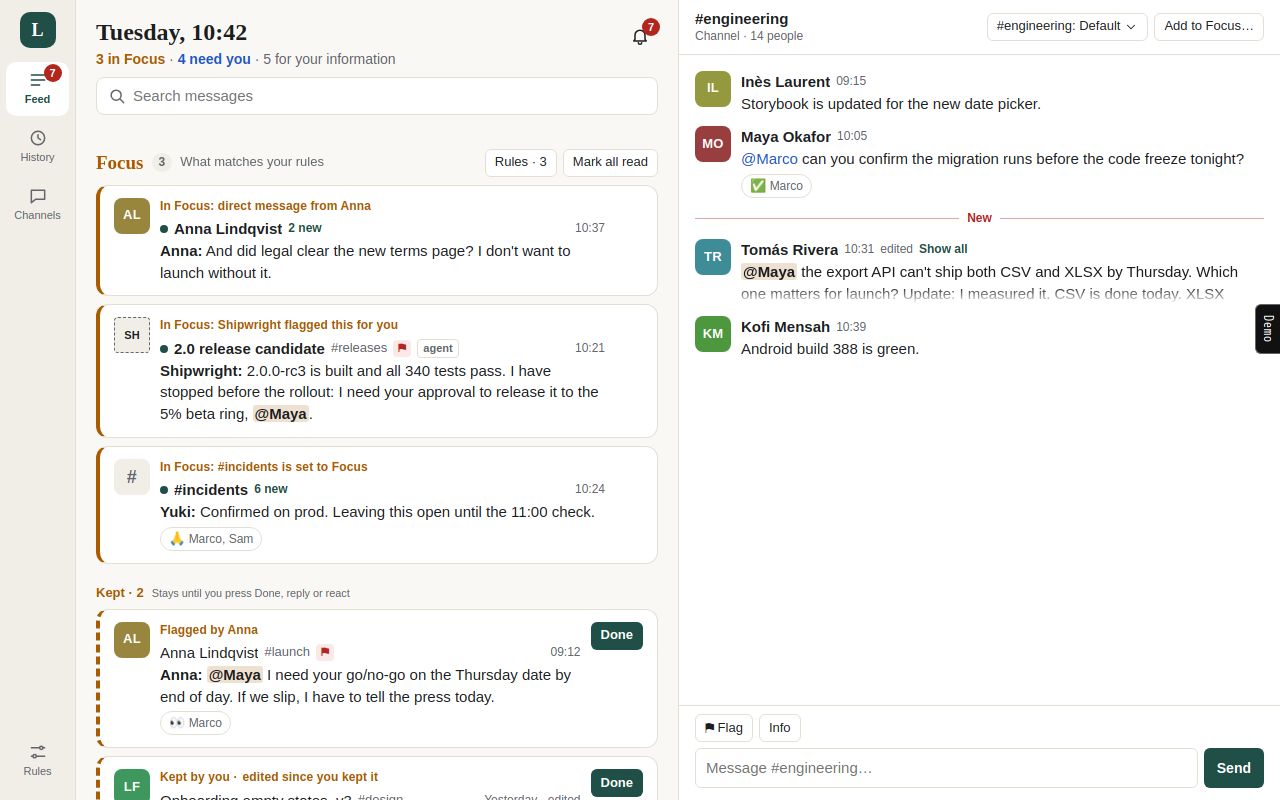 L
7
Feed
History
Channels
Rules
Tuesday, 10:42
7
3 in Focus · 4 need you · 5 for your information
Search messages
Focus 3 What matches your rules Rules · 3 Mark all read
AL
In Focus: direct message from Anna
Anna Lindqvist 2 new 10:37
Anna: And did legal clear the new terms page? I don't want to
launch without it.
SH
In Focus: Shipwright flagged this for you
2.0 release candidate #releases agent 10:21
Shipwright: 2.0.0-rc3 is built and all 340 tests pass. I have
stopped before the rollout: I need your approval to release it to the
5% beta ring, @Maya.
#
In Focus: #incidents is set to Focus
#incidents 6 new 10:24
Yuki: Confirmed on prod. Leaving this open until the 11:00 check.
🙏 Marco, Sam
Kept · 2 Stays until you press Done, reply or react
AL
Flagged by Anna Done
Anna Lindqvist #launch 09:12
Anna: @Maya I need your go/no-go on the Thursday date by
end of day. If we slip, I have to tell the press today.
👀 Marco
LF
Kept by you · edited since you kept it Done
Onboarding empty states, v3 #design Yesterday · edited
#engineering
Channel · 14 people
#engineering: Default Add to Focus…
IL
Inès Laurent 09:15
Storybook is updated for the new date picker.
MO
Maya Okafor 10:05
@Marco can you confirm the migration runs before the code freeze tonight?
✅ Marco
New
TR
Tomás Rivera 10:31 edited Show all
@Maya the export API can't ship both CSV and XLSX by Thursday. Which
one matters for launch? Update: I measured it. CSV is done today. XLSX
KM
Kofi Mensah 10:39
Android build 388 is green.
Demo
Flag Info
Message #engineering…
Send